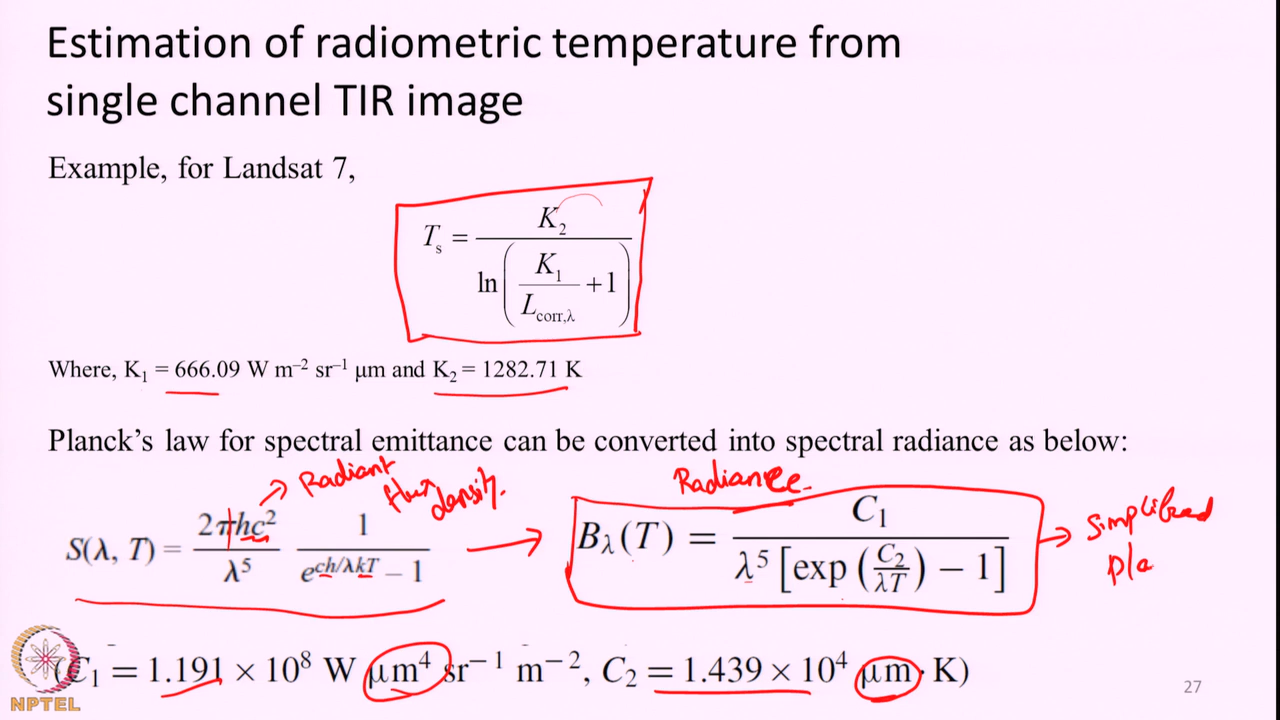 Estimation of radiometric temperature from
single channel TIR image
Example, for Landsat 7,
Tₛ = K₂ / ln( K₁ / L_corr,λ + 1 )
Where, K₁ = 666.09 W m⁻² sr⁻¹ μm and K₂ = 1282.71 K
Planck's law for spectral emittance can be converted into spectral radiance as below:
Radiant
flux
density.
Radiance
S(λ, T) = 2πhc² / λ⁵ 1 / e^(ch/λkT) − 1
B_λ(T) = C₁ / λ⁵ [exp (C₂ / λT) − 1]
Simplified
pla
(C₁ = 1.191 × 10⁸ W μm⁴ sr⁻¹ m⁻², C₂ = 1.439 × 10⁴ μm · K)
NPTEL
27